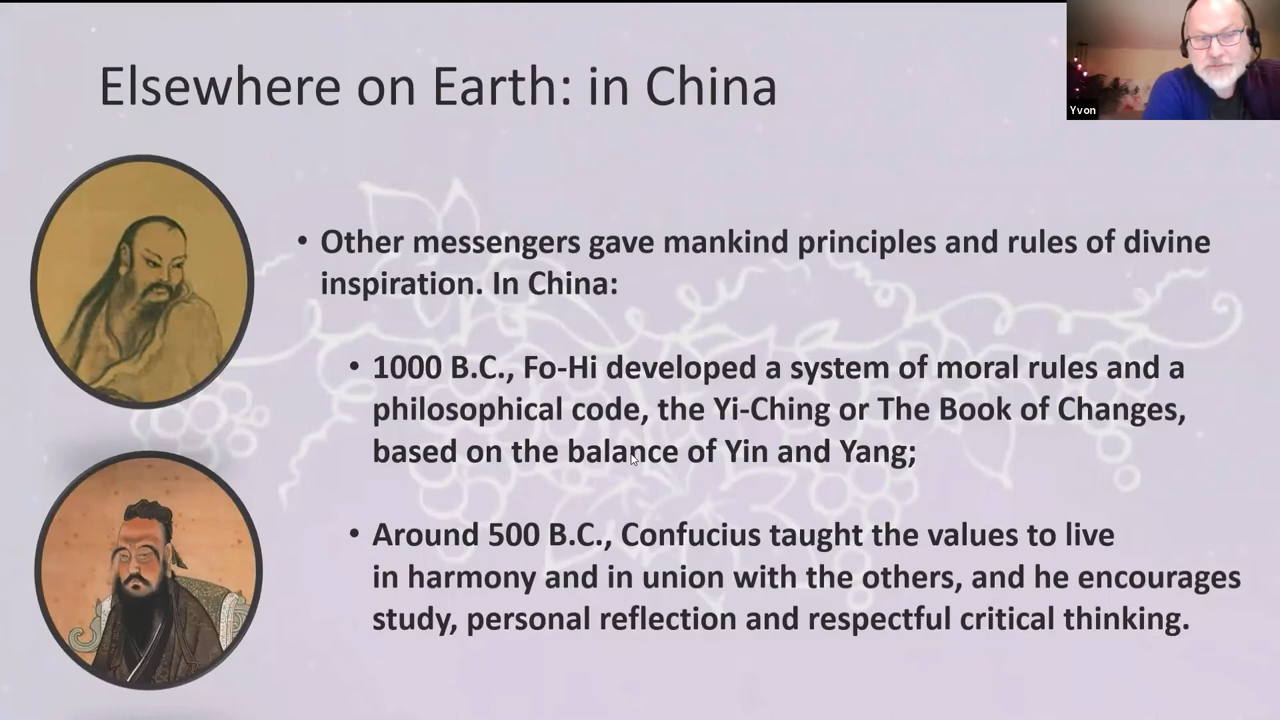 Elsewhere on Earth: in China
Yvon
• Other messengers gave mankind principles and rules of divine
inspiration. In China:
• 1000 B.C., Fo-Hi developed a system of moral rules and a
philosophical code, the Yi-Ching or The Book of Changes,
based on the balance of Yin and Yang;
• Around 500 B.C., Confucius taught the values to live
in harmony and in union with the others, and he encourages
study, personal reflection and respectful critical thinking.